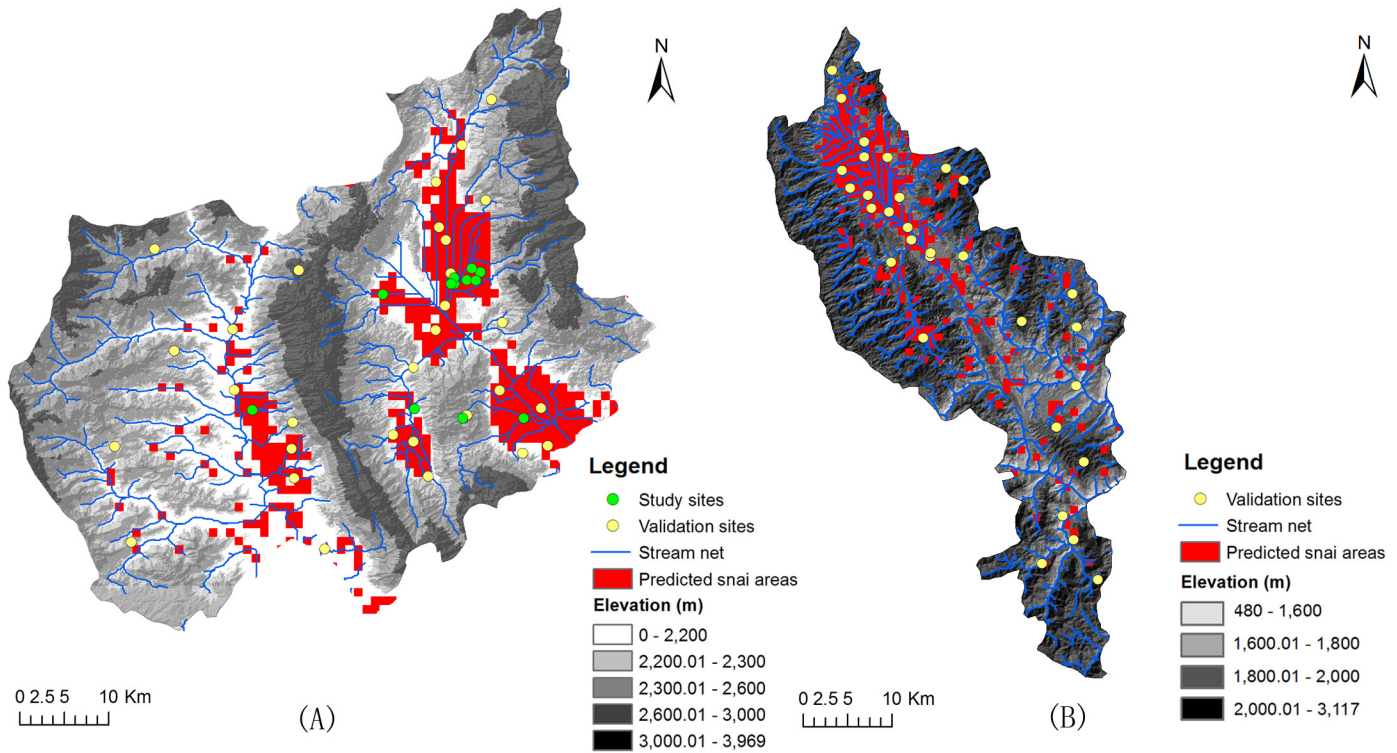 N
Legend
Study sites
Validation sites
Stream net
Predicted snai areas
Elevation (m)
0 - 2,200
2,200.01 - 2,300
2,300.01 - 2,600
2,600.01 - 3,000
3,000.01 - 3,969
0 2.5 5 10 Km
(A)
N
Legend
Validation sites
Stream net
Predicted snai areas
Elevation (m)
480 - 1,600
1,600.01 - 1,800
1,800.01 - 2,000
2,000.01 - 3,117
0 2.5 5 10 Km
(B)